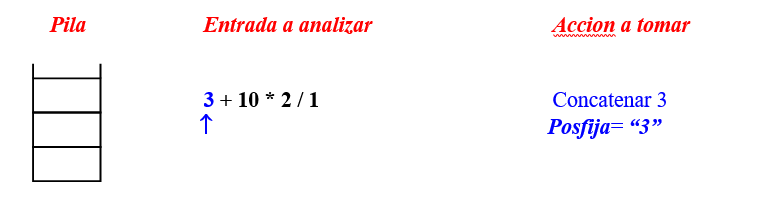 Pila Entrada a analizar Accion a tomar
3 + 10 * 2 / 1 Concatenar 3
↑ Posfija= “3”